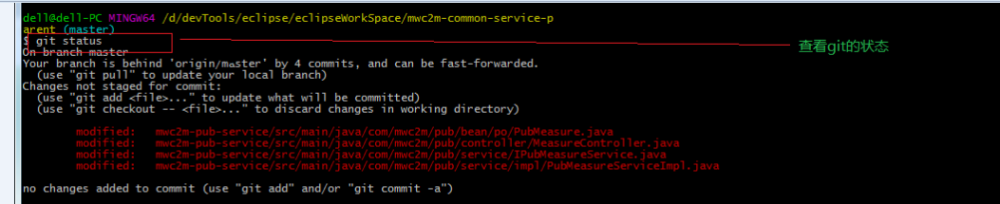 dell@dell-PC MINGW64 /d/devTools/eclipse/eclipseWorkSpace/mwc2m-common-service-p
arent (master)
$ git status
查看git的状态
On branch master
Your branch is behind 'origin/master' by 4 commits, and can be fast-forwarded.
  (use "git pull" to update your local branch)
Changes not staged for commit:
  (use "git add <file>..." to update what will be committed)
  (use "git checkout -- <file>..." to discard changes in working directory)
        modified:   mwc2m-pub-service/src/main/java/com/mwc2m/pub/bean/po/PubMeasure.java
        modified:   mwc2m-pub-service/src/main/java/com/mwc2m/pub/controller/MeasureController.java
        modified:   mwc2m-pub-service/src/main/java/com/mwc2m/pub/service/IPubMeasureService.java
        modified:   mwc2m-pub-service/src/main/java/com/mwc2m/pub/service/impl/PubMeasureServiceImpl.java
no changes added to commit (use "git add" and/or "git commit -a")